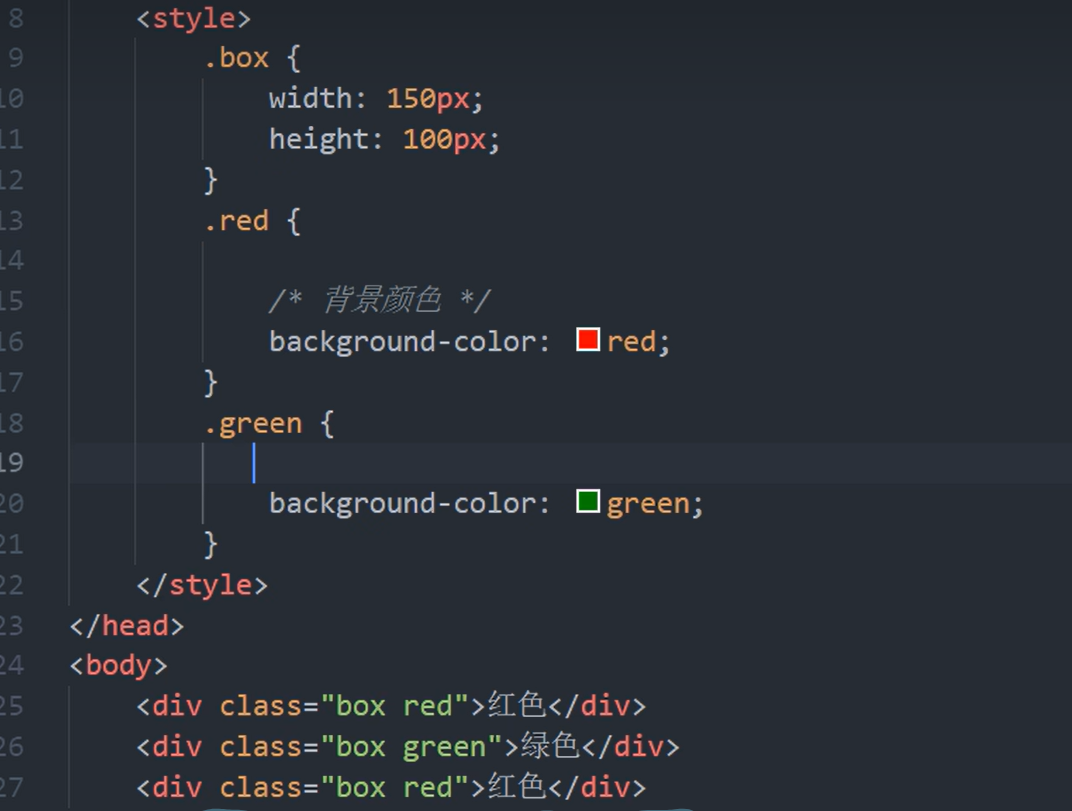 8 <style>
9 .box {
10 width: 150px;
11 height: 100px;
12 }
13 .red {
14
15 /* 背景颜色 */
16 background-color: red;
17 }
18 .green {
19
20 background-color: green;
21 }
22 </style>
23 </head>
24 <body>
25 <div class="box red">红色</div>
26 <div class="box green">绿色</div>
27 <div class="box red">红色</div>